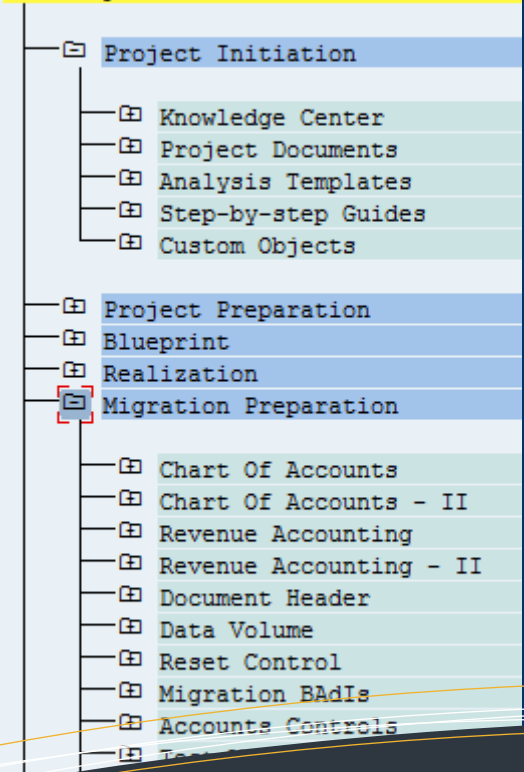 Project Initiation
Knowledge Center
Project Documents
Analysis Templates
Step-by-step Guides
Custom Objects
Project Preparation
Blueprint
Realization
Migration Preparation
Chart Of Accounts
Chart Of Accounts - II
Revenue Accounting
Revenue Accounting - II
Document Header
Data Volume
Reset Control
Migration BAdIs
Accounts Controls